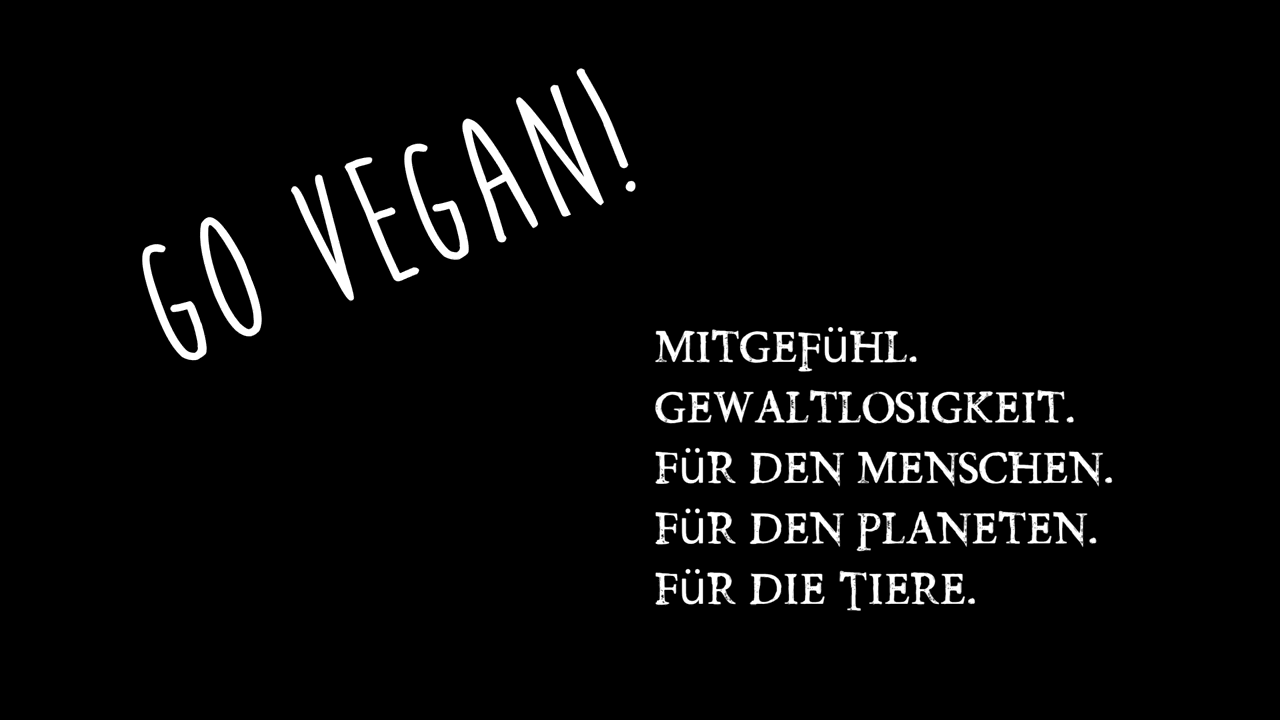 GO VEGAN!
MITGEFÜHL.
GEWALTLOSIGKEIT.
FÜR DEN MENSCHEN.
FÜR DEN PLANETEN.
FÜR DIE TIERE.